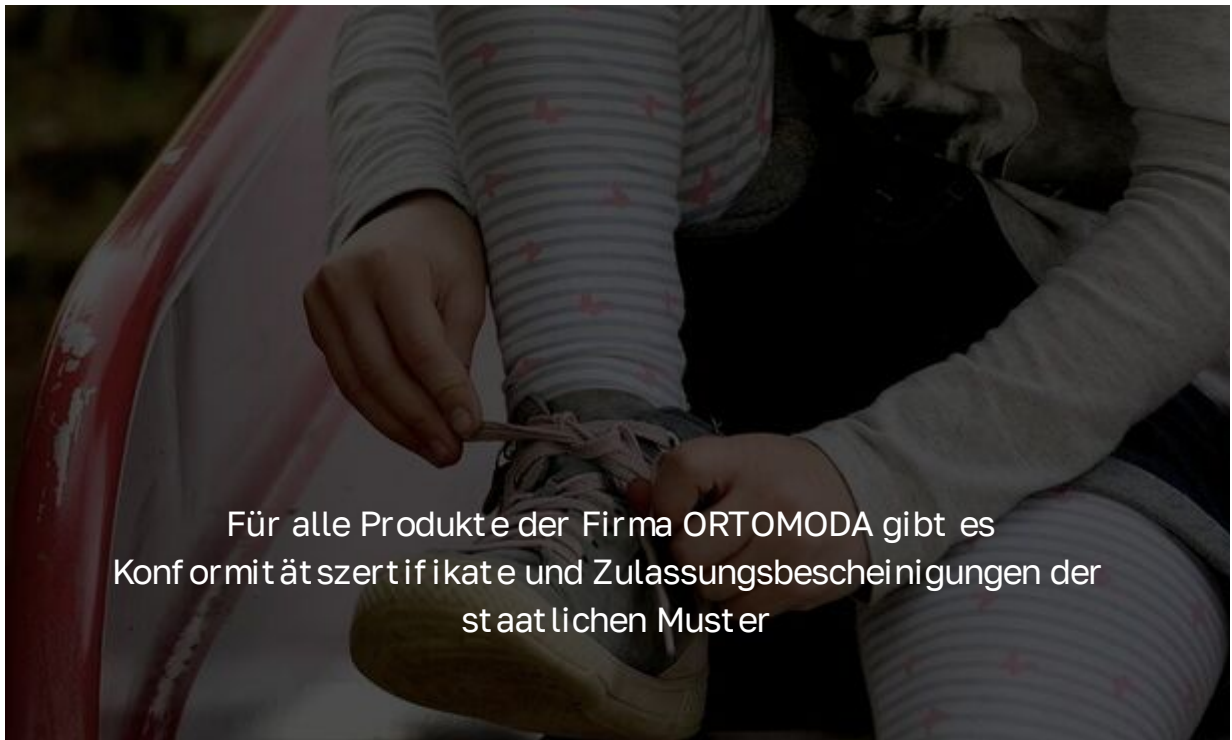 Für alle Produkte der Firma ORTOMODA gibt es
Konformitätszertifikate und Zulassungsbescheinigungen der
staatlichen Muster